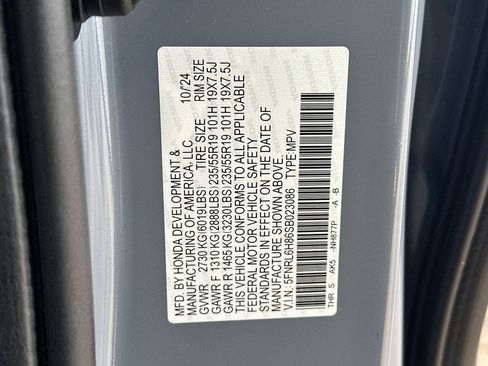 MFD. BY HONDA DEVELOPMENT &
MANUFACTURING OF AMERICA, LLC. 10/24
GVWR 2730 KG(6019LBS) TIRE SIZE RIM SIZE
GAWR F 1310 KG(2888LBS)235/55R19 101H 19X7.5J
GAWR R 1465 KG(3230LBS)235/55R19 101H 19X7.5J
THIS VEHICLE CONFORMS TO ALL APPLICABLE
FEDERAL MOTOR VEHICLE SAFETY
STANDARDS IN EFFECT ON THE DATE OF
MANUFACTURE SHOWN ABOVE.
V.I.N.: 5FNRL6H86SB023086 TYPE:MPV
THR S AK5 -NH877P -A -B